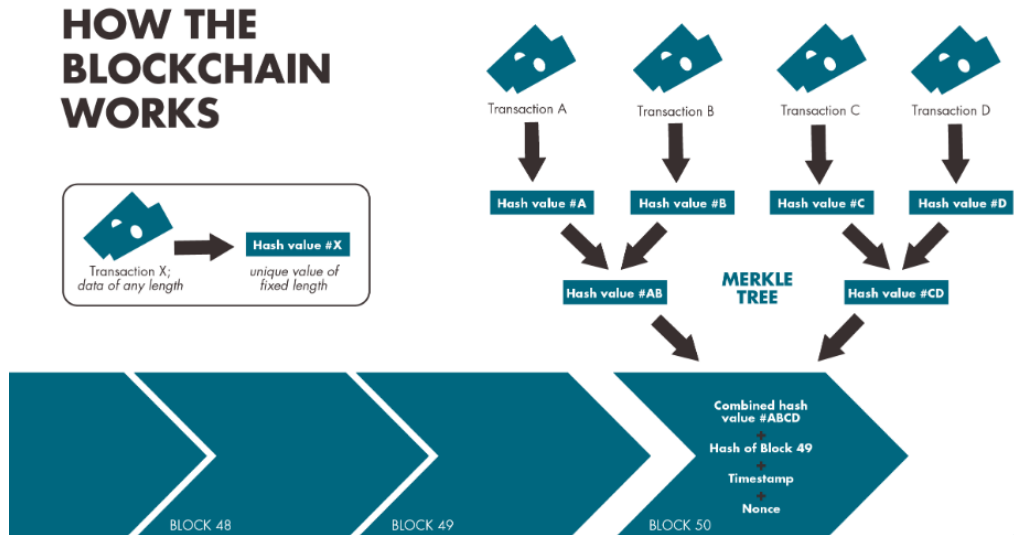 HOW THE
BLOCKCHAIN
WORKS
Transaction A
Transaction B
Transaction C
Transaction D
Hash value #A
Hash value #B
Hash value #C
Hash value #D
Transaction X;
data of any length
Hash value #X
unique value of
fixed length
Hash value #AB
MERKLE
TREE
Hash value #CD
Combined hash
value #ABCD
+
Hash of Block 49
+
Timestamp
+
Nonce
BLOCK 48
BLOCK 49
BLOCK 50